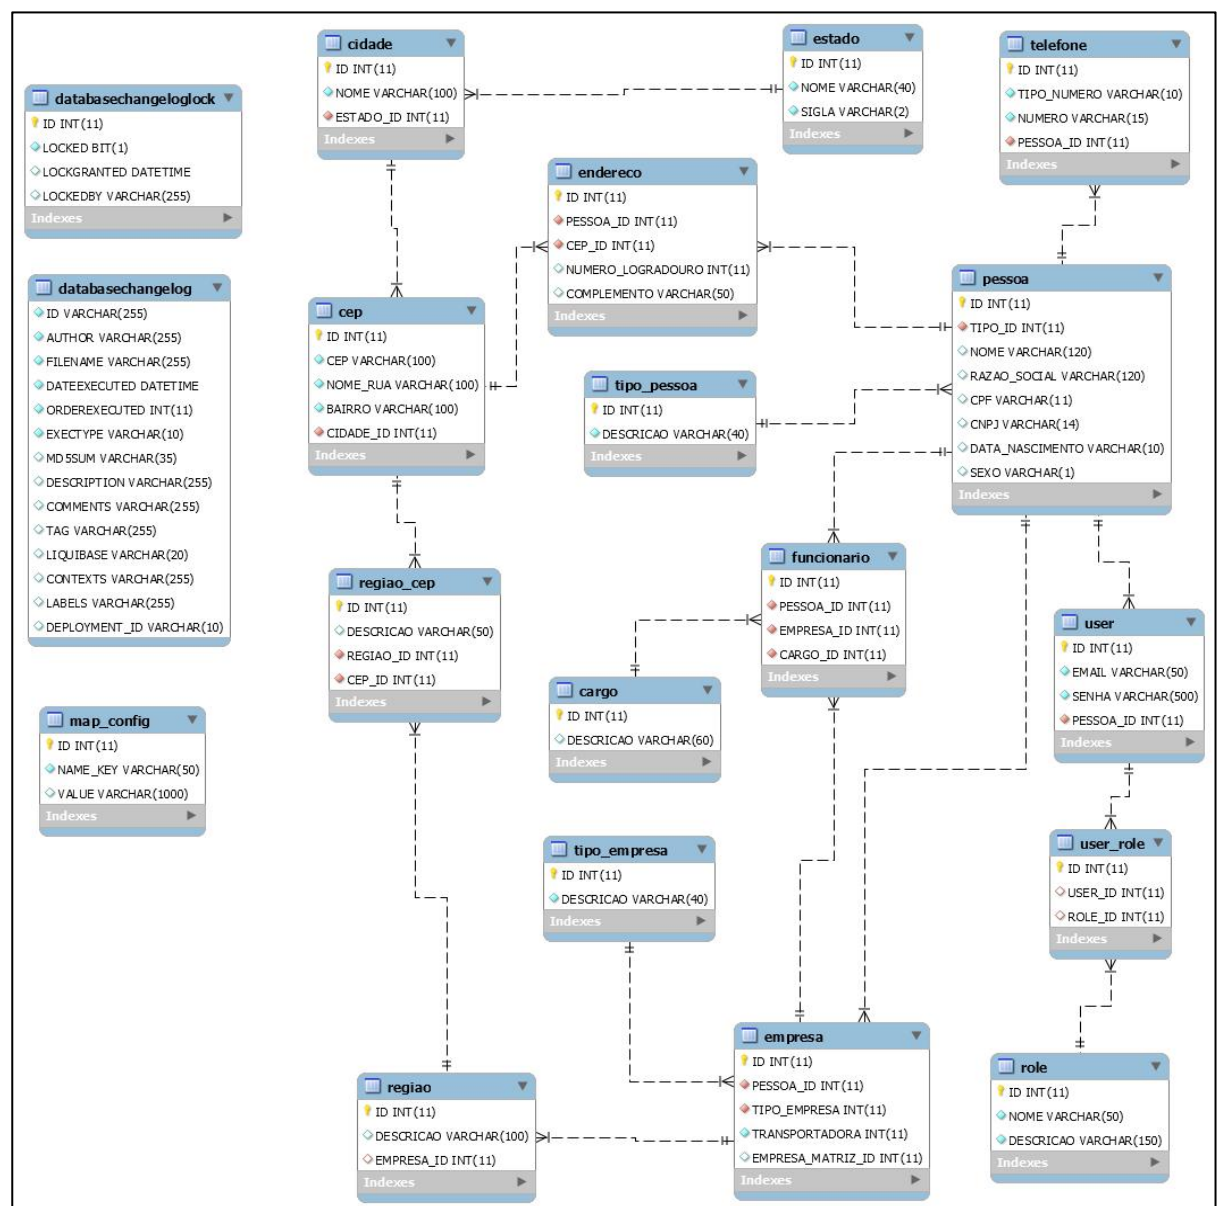 cidade
ID INT(11)
NOME VARCHAR(100)
ESTADO_ID INT(11)
Indexes
estado
ID INT(11)
NOME VARCHAR(40)
SIGLA VARCHAR(2)
Indexes
telefone
ID INT(11)
TIPO_NUMERO VARCHAR(10)
NUMERO VARCHAR(15)
PESSOA_ID INT(11)
Indexes
databasechangeloglock
ID INT(11)
LOCKED BIT(1)
LOCKGRANTED DATETIME
LOCKEDBY VARCHAR(255)
Indexes
endereco
ID INT(11)
PESSOA_ID INT(11)
CEP_ID INT(11)
NUMERO_LOGRADOURO INT(11)
COMPLEMENTO VARCHAR(50)
Indexes
databasechangelog
ID VARCHAR(255)
AUTHOR VARCHAR(255)
FILENAME VARCHAR(255)
DATEEXECUTED DATETIME
ORDEREXECUTED INT(11)
EXECTYPE VARCHAR(10)
MD5SUM VARCHAR(35)
DESCRIPTION VARCHAR(255)
COMMENTS VARCHAR(255)
TAG VARCHAR(255)
LIQUIBASE VARCHAR(20)
CONTEXTS VARCHAR(255)
LABELS VARCHAR(255)
DEPLOYMENT_ID VARCHAR(10)
cep
ID INT(11)
CEP VARCHAR(100)
NOME_RUA VARCHAR(100)
BAIRRO VARCHAR(100)
CIDADE_ID INT(11)
Indexes
pessoa
ID INT(11)
TIPO_ID INT(11)
NOME VARCHAR(120)
RAZAO_SOCIAL VARCHAR(120)
CPF VARCHAR(11)
CNPJ VARCHAR(14)
DATA_NASCIMENTO VARCHAR(10)
SEXO VARCHAR(1)
Indexes
tipo_pessoa
ID INT(11)
DESCRICAO VARCHAR(40)
Indexes
funcionario
ID INT(11)
PESSOA_ID INT(11)
EMPRESA_ID INT(11)
CARGO_ID INT(11)
Indexes
regiao_cep
ID INT(11)
DESCRICAO VARCHAR(50)
REGIAO_ID INT(11)
CEP_ID INT(11)
Indexes
user
ID INT(11)
EMAIL VARCHAR(50)
SENHA VARCHAR(500)
PESSOA_ID INT(11)
Indexes
cargo
ID INT(11)
DESCRICAO VARCHAR(60)
Indexes
map_config
ID INT(11)
NAME_KEY VARCHAR(50)
VALUE VARCHAR(1000)
Indexes
tipo_empresa
ID INT(11)
DESCRICAO VARCHAR(40)
Indexes
user_role
ID INT(11)
USER_ID INT(11)
ROLE_ID INT(11)
Indexes
empresa
ID INT(11)
PESSOA_ID INT(11)
TIPO_EMPRESA INT(11)
TRANSPORTADORA INT(11)
EMPRESA_MATRIZ_ID INT(11)
Indexes
role
ID INT(11)
NOME VARCHAR(50)
DESCRICAO VARCHAR(150)
Indexes
regiao
ID INT(11)
DESCRICAO VARCHAR(100)
EMPRESA_ID INT(11)
Indexes